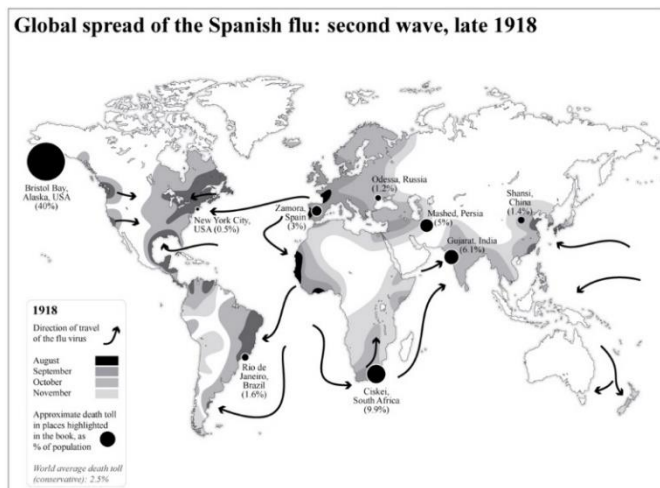 Global spread of the Spanish flu: second wave, late 1918
Bristol Bay,
Alaska, USA
(40%)
New York City,
USA (0.5%)
Zamora,
Spain
(3%)
Odessa, Russia
(1.2%)
Mashed, Persia
(5%)
Shansi,
China
(1.4%)
Gujarat, India
(6.1%)
Rio de
Janeiro,
Brazil
(1.6%)
Ciskei,
South Africa
(9.9%)
1918
Direction of travel
of the flu virus
August
September
October
November
Approximate death toll
in places highlighted
in the book, as
% of population
World average death toll
(conservative): 2.5%